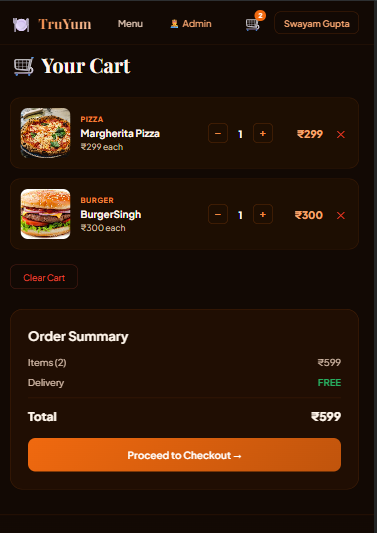 TruYum Menu Admin 2 Swayam Gupta
Your Cart
PIZZA
Margherita Pizza
₹299 each
− 1 +
₹299 ×
BURGER
BurgerSingh
₹300 each
− 1 +
₹300 ×
Clear Cart
Order Summary
Items (2) ₹599
Delivery FREE
Total ₹599
Proceed to Checkout →